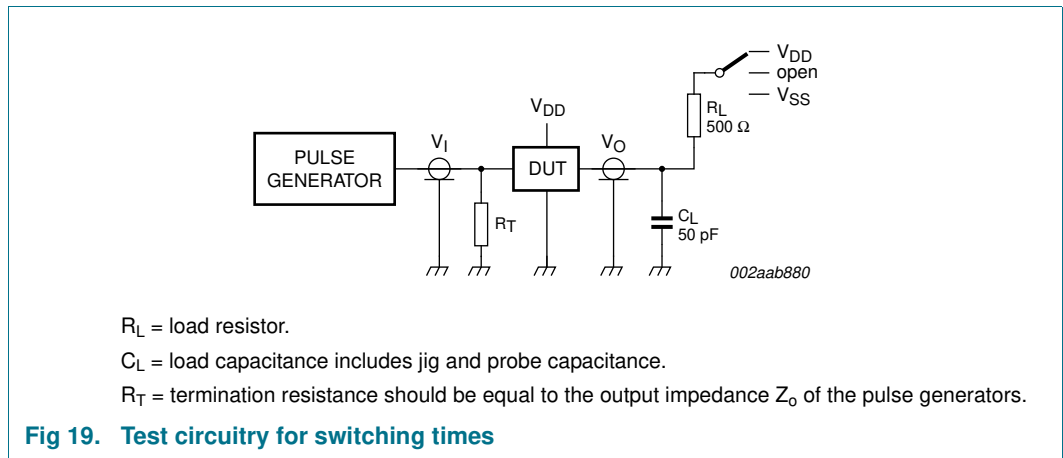 VDD
open
VSS
RL
500 Ω
VDD
VI
VO
PULSE
GENERATOR
DUT
RT
CL
50 pF
002aab880
RL = load resistor.
CL = load capacitance includes jig and probe capacitance.
RT = termination resistance should be equal to the output impedance Zo of the pulse generators.
Fig 19. Test circuitry for switching times